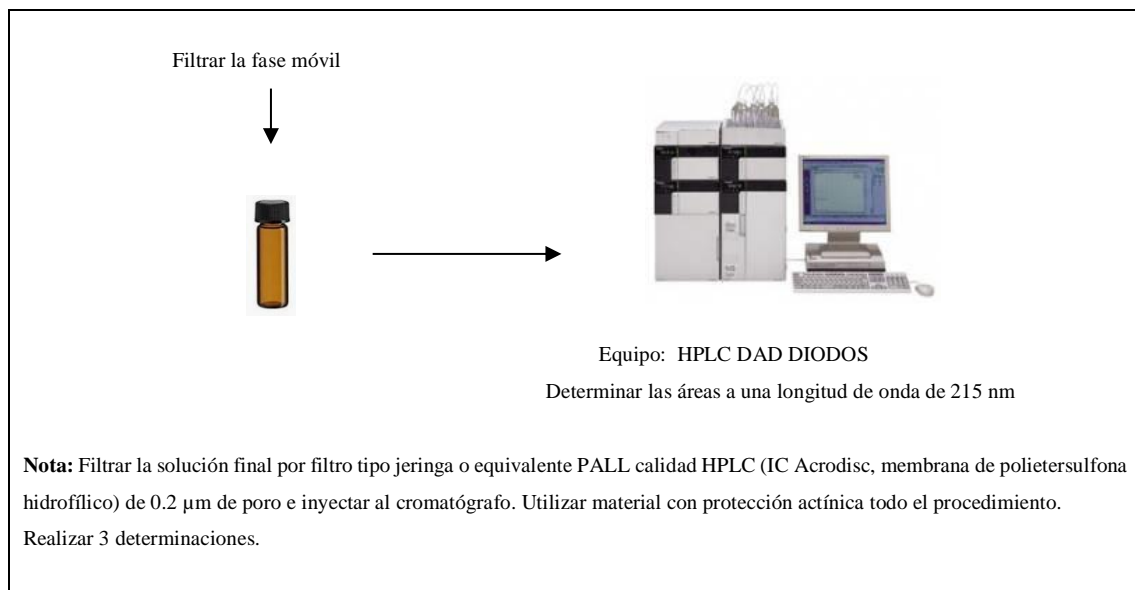 Filtrar la fase móvil
Equipo:  HPLC DAD DIODOS
Determinar las áreas a una longitud de onda de 215 nm
Nota: Filtrar la solución final por filtro tipo jeringa o equivalente PALL calidad HPLC (IC Acrodisc, membrana de polietersulfona
hidrofílico) de 0.2 µm de poro e inyectar al cromatógrafo. Utilizar material con protección actínica todo el procedimiento.
Realizar 3 determinaciones.